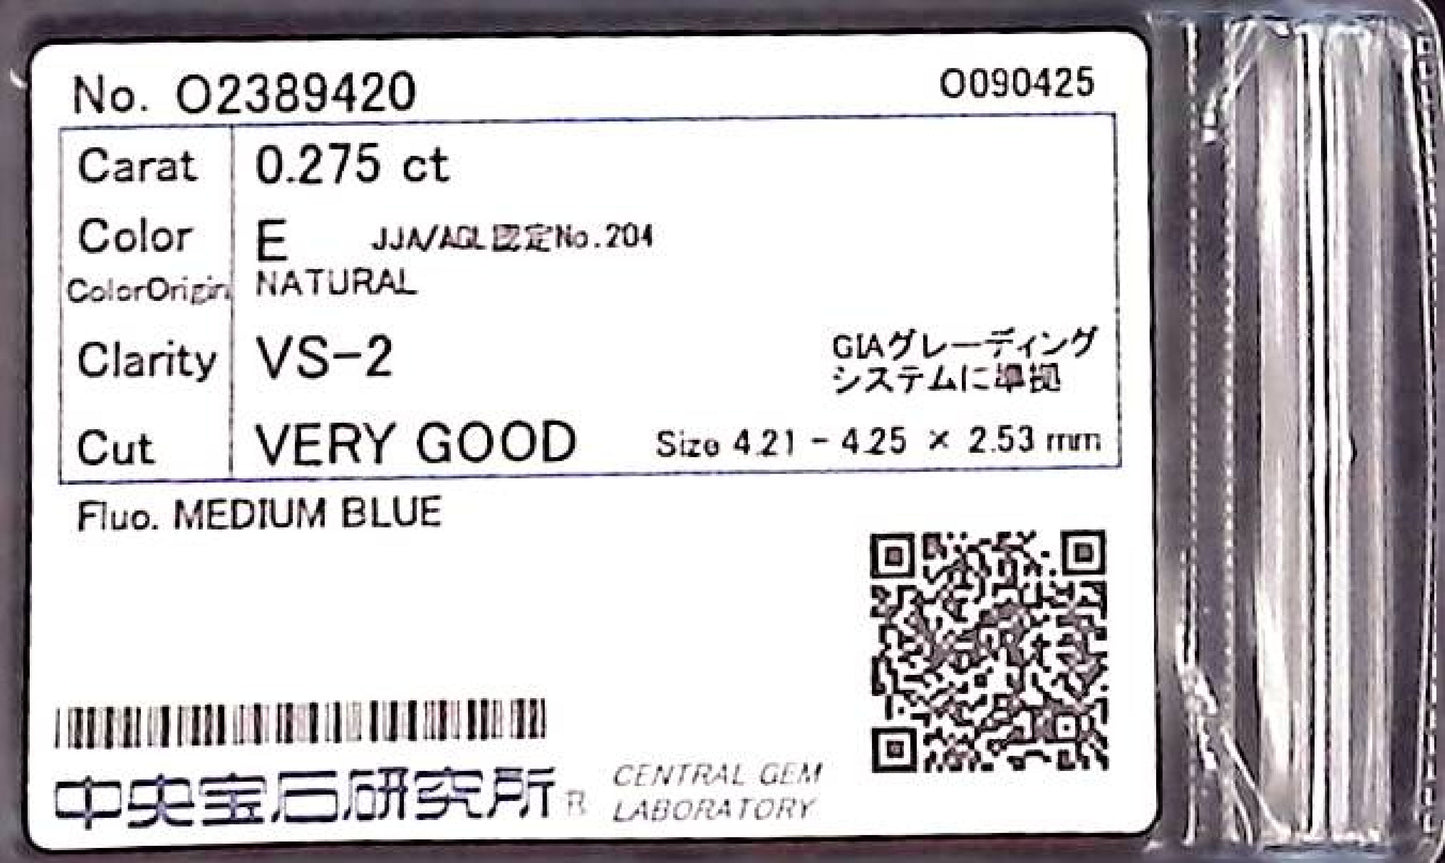 No. O2389420 O090425
Carat 0.275 ct
Color E JJA/AGL認定No.204
ColorOrigin NATURAL
Clarity VS-2 GIAグレーディング
システムに準拠
Cut VERY GOOD Size 4.21 - 4.25 × 2.53 mm
Fluo. MEDIUM BLUE
中央宝石研究所® CENTRAL GEM
LABORATORY